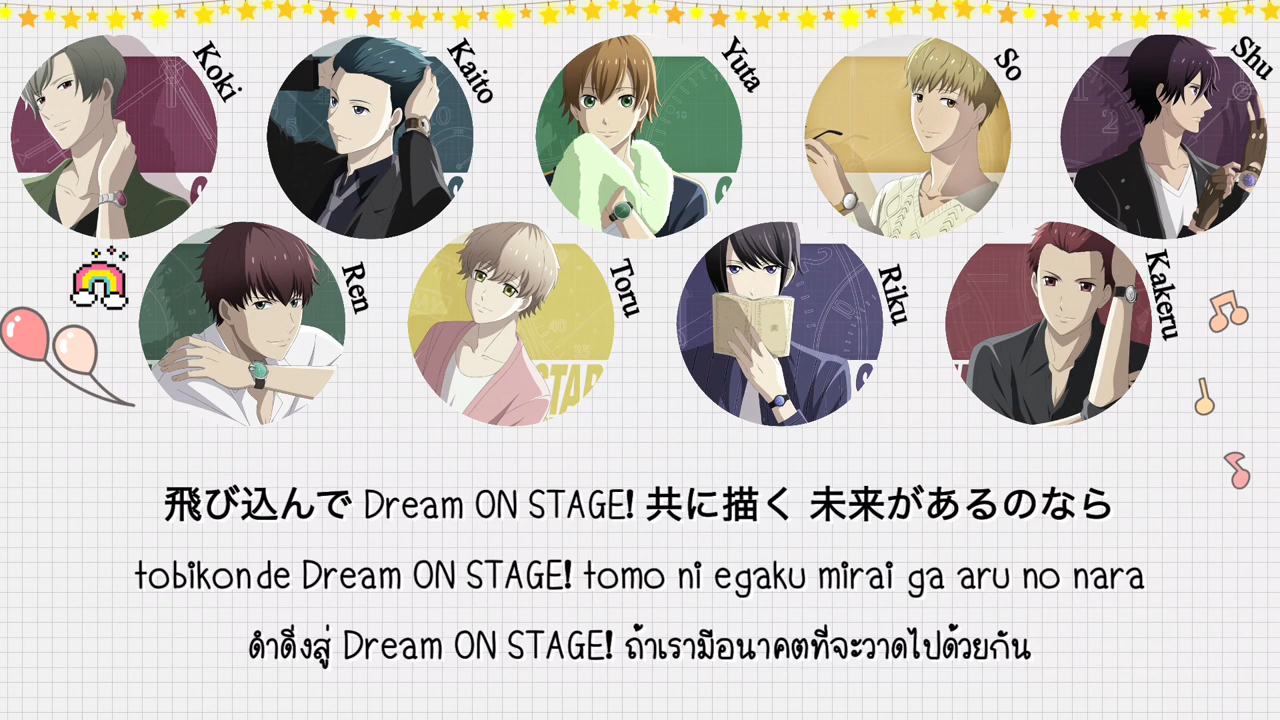 Koki
Kaito
Yuta
So
Shu
Ren
Toru
Riku
Kakeru
飛び込んで Dream ON STAGE! 共に描く 未来があるのなら
tobikonde Dream ON STAGE! tomo ni egaku mirai ga aru no nara
ดำดิ่งสู่ Dream ON STAGE! ถ้าเรามีอนาคตที่จะวาดไปด้วยกัน